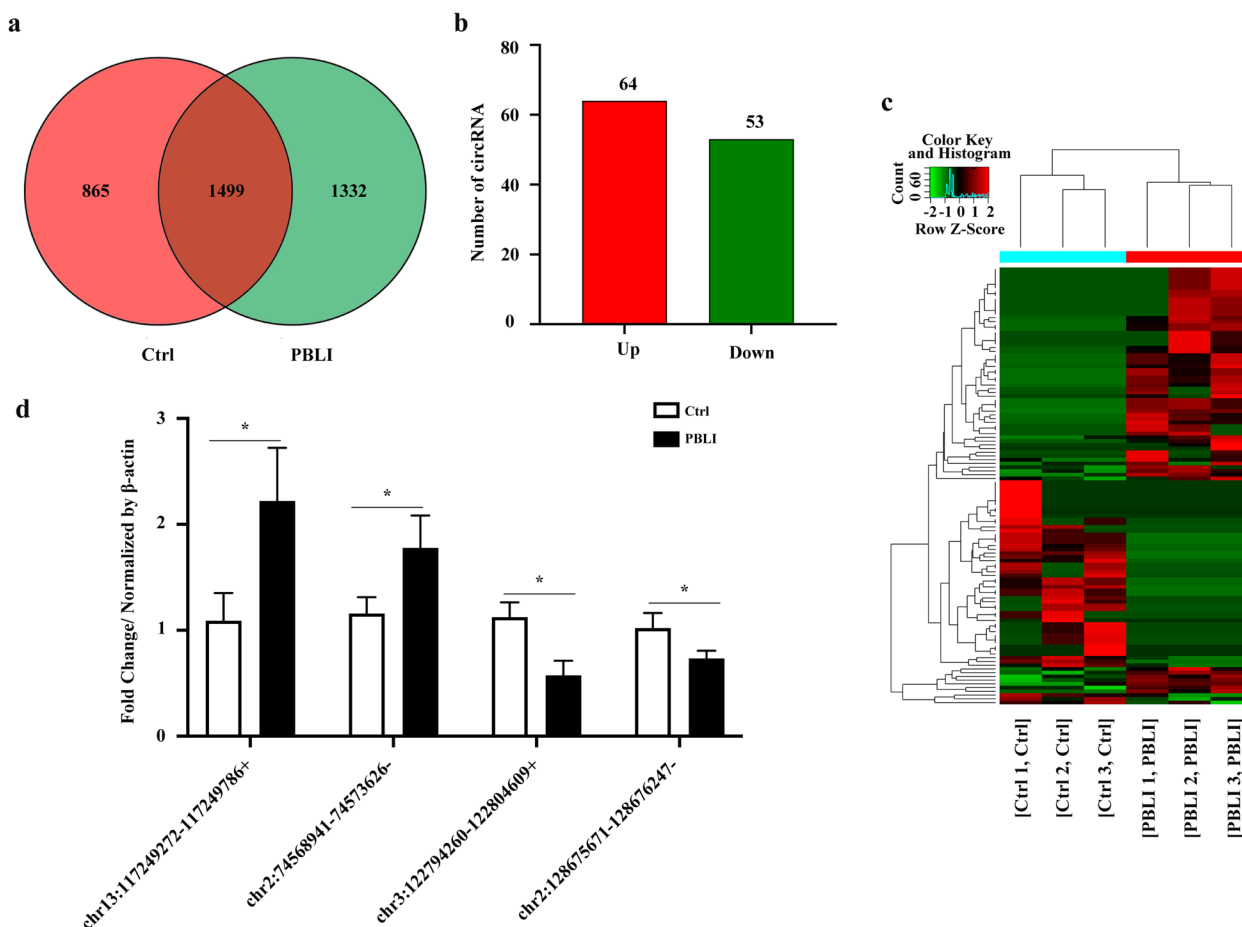 a
865
1499
1332
Ctrl
PBLI
b
Number of circRNA
80
60
40
20
0
64
53
Up
Down
c
Color Key
and Histogram
Count
0 60
-2 -1 0 1 2
Row Z-Score
[Ctrl 1, Ctrl]
[Ctrl 2, Ctrl]
[Ctrl 3, Ctrl]
[PBLI 1, PBLI]
[PBLI 2, PBLI]
[PBLI 3, PBLI]
d
Fold Change/ Normalized by β-actin
3
2
1
0
Ctrl
PBLI
*
*
*
*
chr13:117249272-117249786+
chr2:74568941-74573626-
chr3:122794260-122804609+
chr2:128675671-128676247-